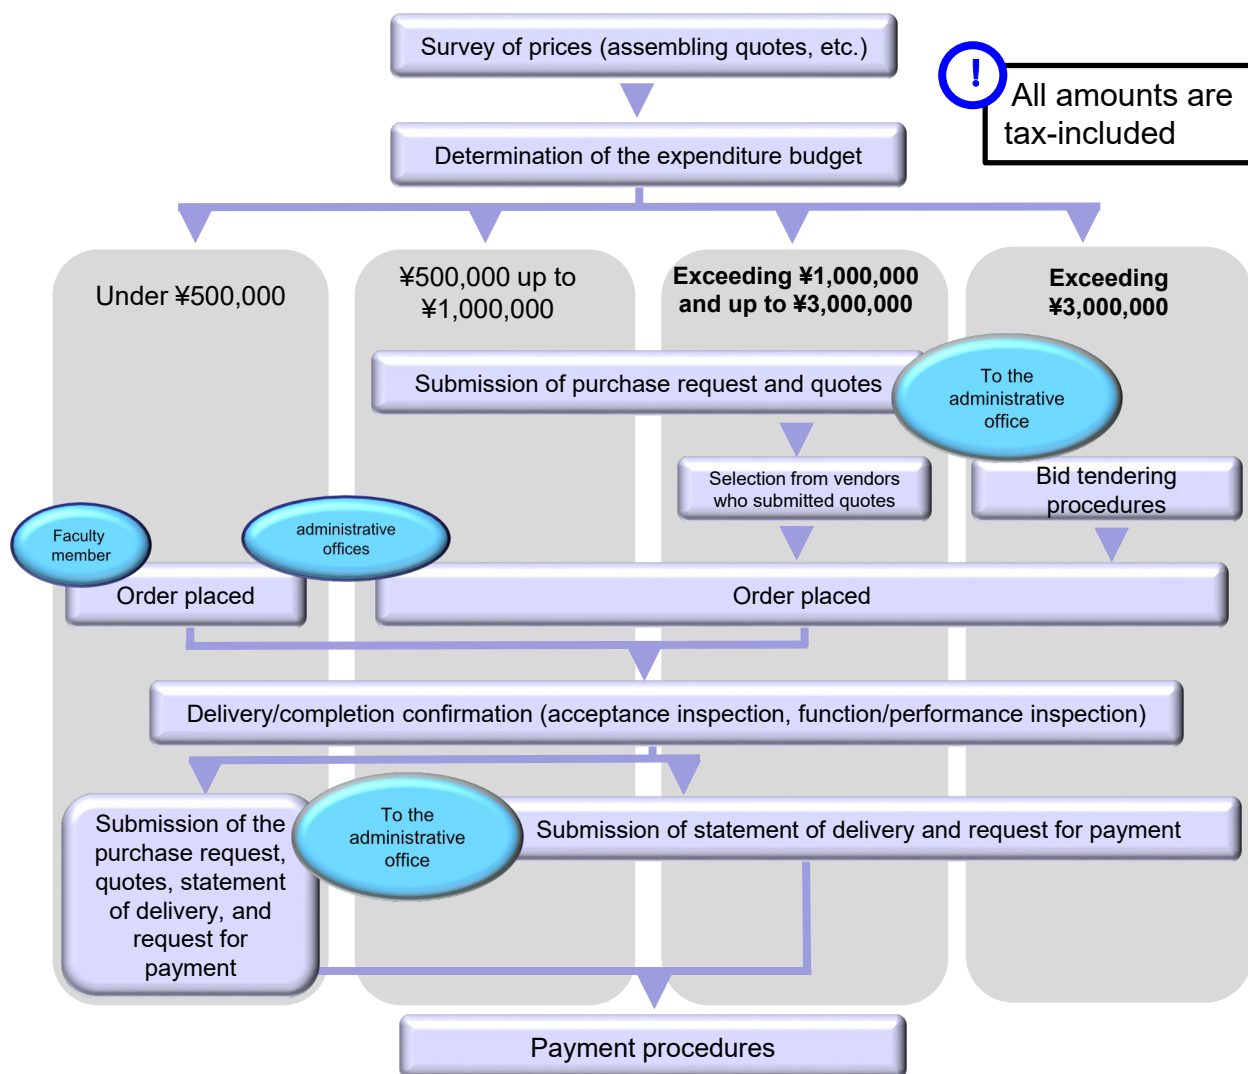 Survey of prices (assembling quotes, etc.)
!
All amounts are
tax-included
Determination of the expenditure budget
Under ¥500,000
¥500,000 up to
¥1,000,000
Exceeding ¥1,000,000
and up to ¥3,000,000
Exceeding
¥3,000,000
Submission of purchase request and quotes
To the
administrative
office
Selection from vendors
who submitted quotes
Bid tendering
procedures
Faculty
member
administrative
offices
Order placed
Order placed
Delivery/completion confirmation (acceptance inspection, function/performance inspection)
Submission of the
purchase request,
quotes, statement
of delivery, and
request for
payment
To the
administrative
office
Submission of statement of delivery and request for payment
Payment procedures